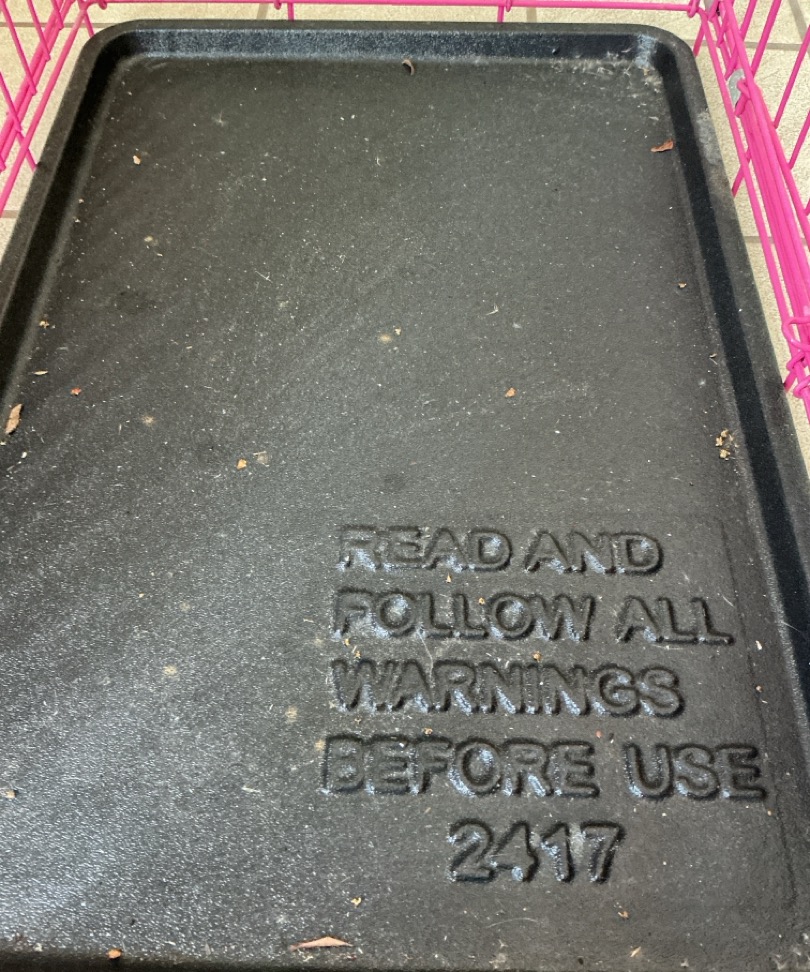 READ AND
FOLLOW ALL
WARNINGS
BEFORE USE
2417